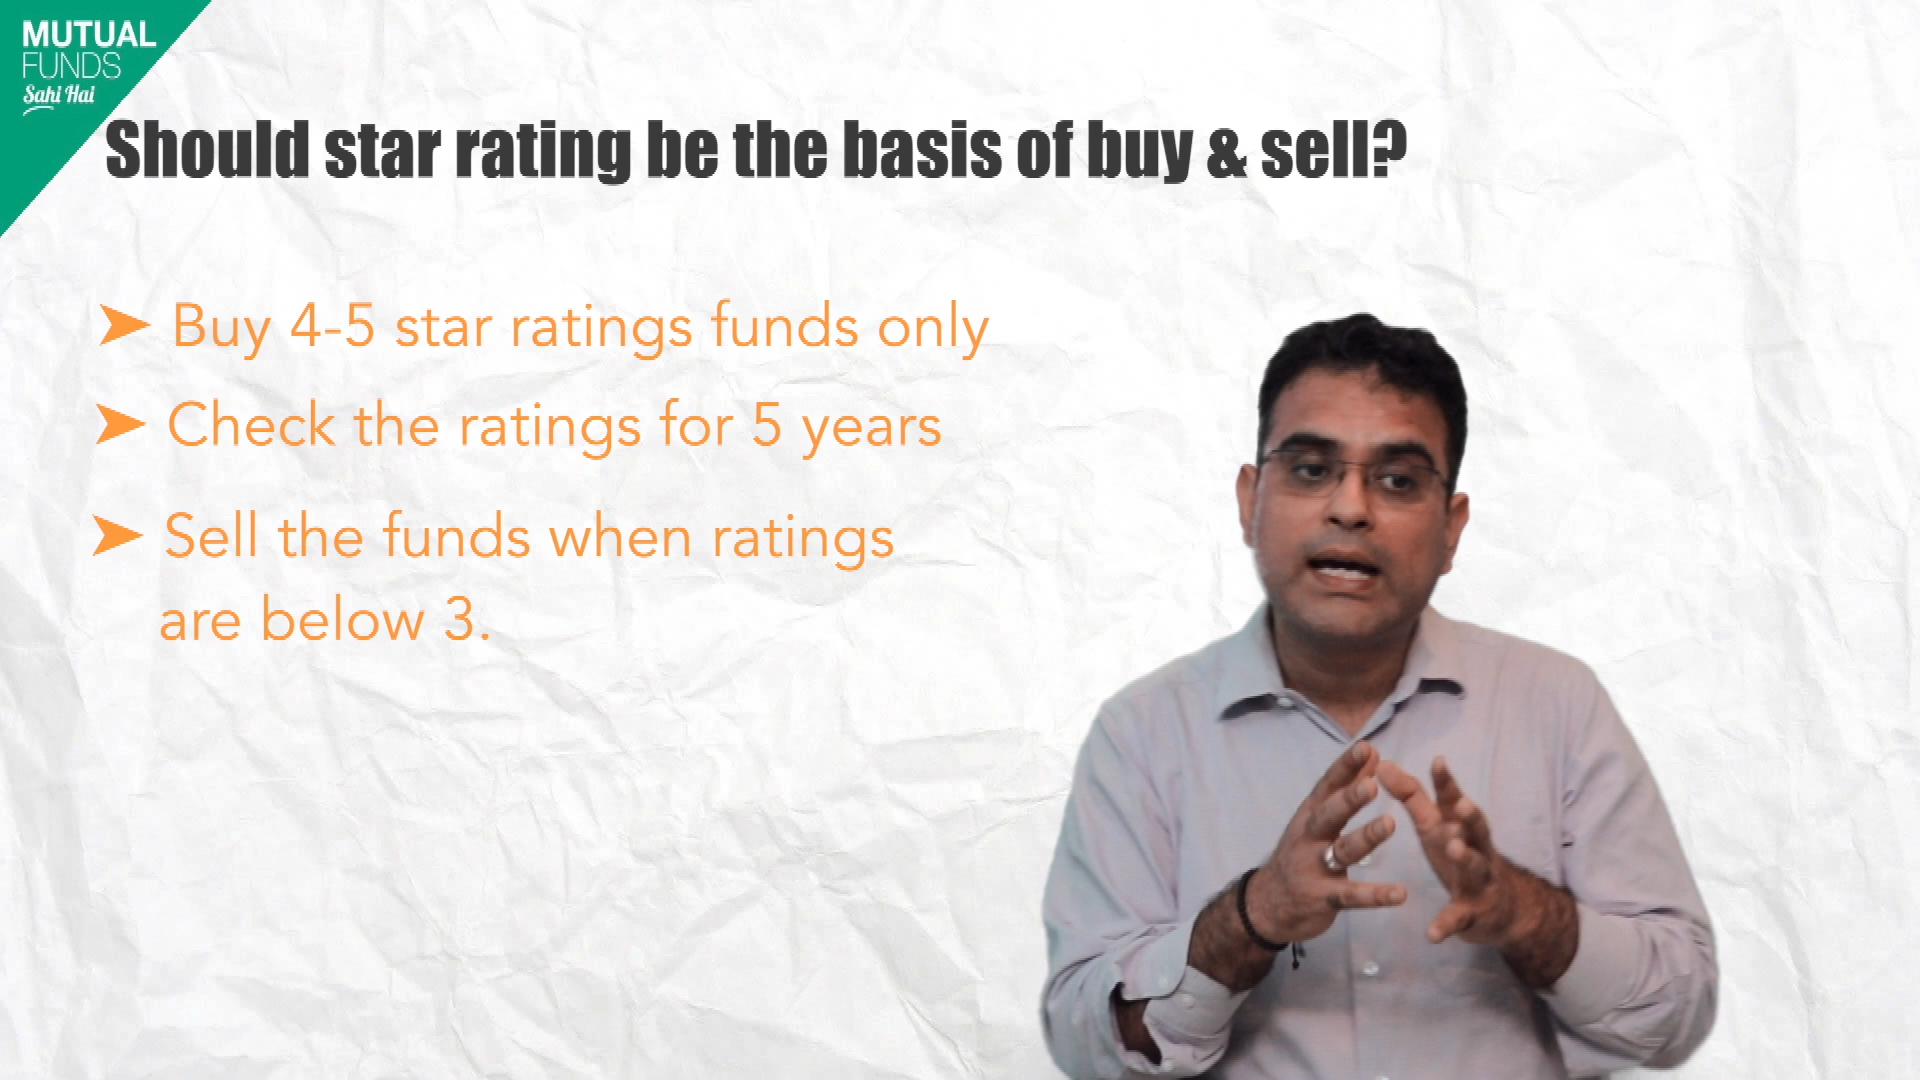 MUTUAL
FUNDS
Sahi Hai
Should star rating be the basis of buy & sell?
➤ Buy 4-5 star ratings funds only
➤ Check the ratings for 5 years
➤ Sell the funds when ratings
are below 3.